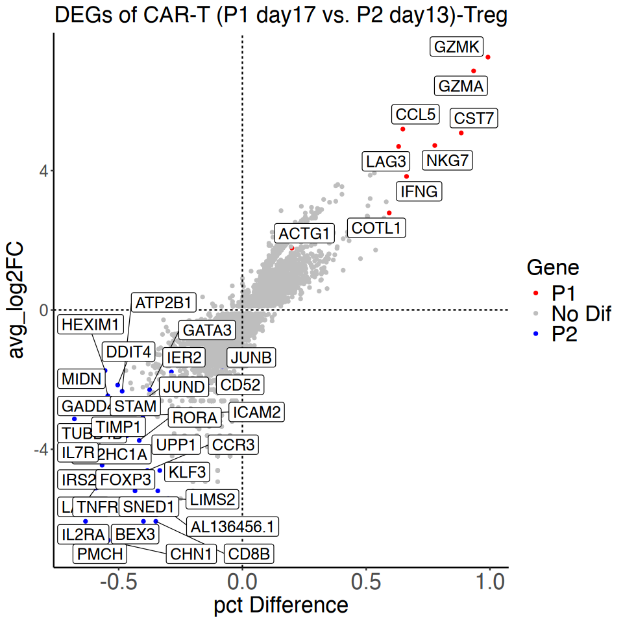 DEGs of CAR-T (P1 day17 vs. P2 day13)-Treg
GZMK
GZMA
CCL5
CST7
LAG3
NKG7
4
IFNG
COTL1
ACTG1
avg_log2FC
Gene
P1
No Dif
P2
0
ATP2B1
HEXIM1
GATA3
DDIT4
IER2
JUNB
MIDN
JUND
CD52
GADD4
STAM
ICAM2
RORA
TIMP1
TUBB
IL7R
2HC1A
UPP1
CCR3
-4
IRS2
FOXP3
KLF3
TNFR
SNED1
LIMS2
AL136456.1
IL2RA
BEX3
PMCH
CHN1
CD8B
-0.5
0.0
0.5
1.0
pct Difference